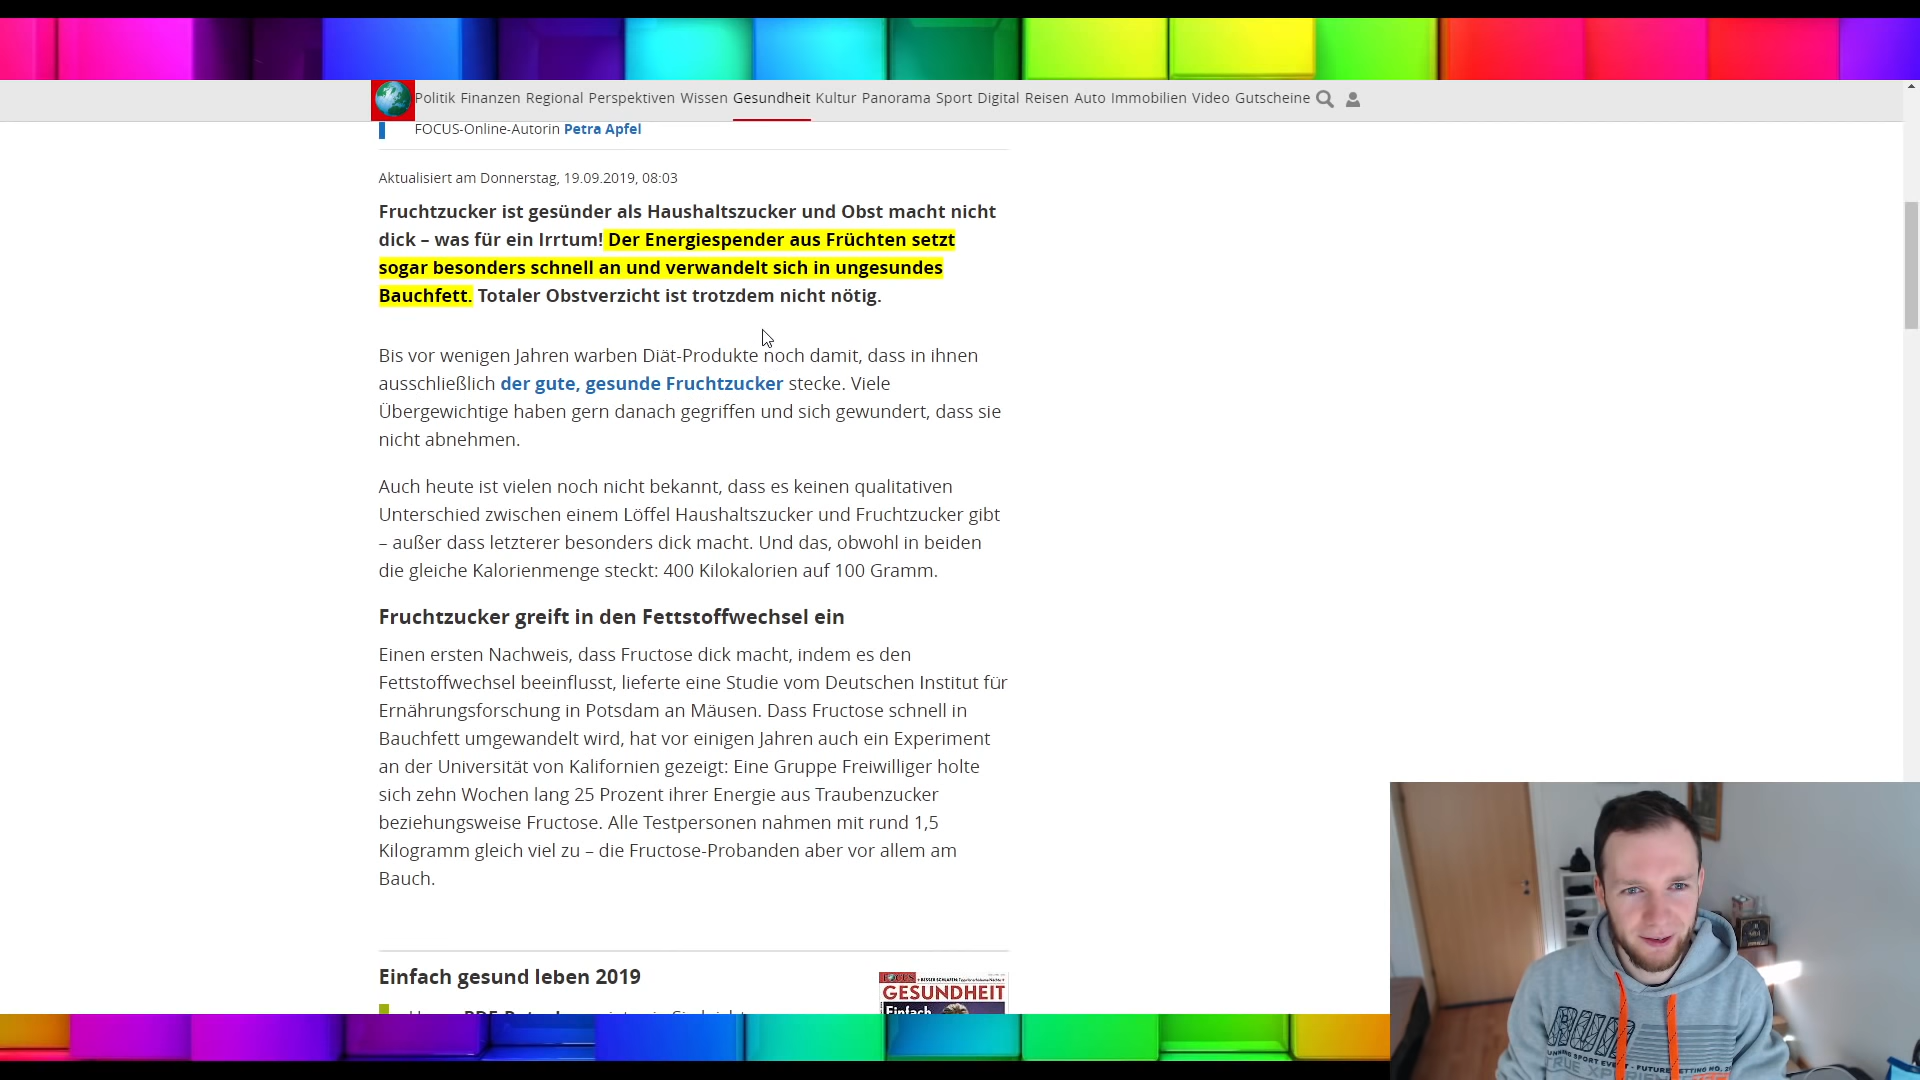 Politik Finanzen Regional Perspektiven Wissen Gesundheit Kultur Panorama Sport Digital Reisen Auto Immobilien Video Gutscheine
FOCUS-Online-Autorin Petra Apfel
Aktualisiert am Donnerstag, 19.09.2019, 08:03
Fruchtzucker ist gesünder als Haushaltszucker und Obst macht nicht
dick – was für ein Irrtum! Der Energiespender aus Früchten setzt
sogar besonders schnell an und verwandelt sich in ungesundes
Bauchfett. Totaler Obstverzicht ist trotzdem nicht nötig.
Bis vor wenigen Jahren warben Diät-Produkte noch damit, dass in ihnen
ausschließlich der gute, gesunde Fruchtzucker stecke. Viele
Übergewichtige haben gern danach gegriffen und sich gewundert, dass sie
nicht abnehmen.
Auch heute ist vielen noch nicht bekannt, dass es keinen qualitativen
Unterschied zwischen einem Löffel Haushaltszucker und Fruchtzucker gibt
– außer dass letzterer besonders dick macht. Und das, obwohl in beiden
die gleiche Kalorienmenge steckt: 400 Kilokalorien auf 100 Gramm.
Fruchtzucker greift in den Fettstoffwechsel ein
Einen ersten Nachweis, dass Fructose dick macht, indem es den
Fettstoffwechsel beeinflusst, lieferte eine Studie vom Deutschen Institut für
Ernährungsforschung in Potsdam an Mäusen. Dass Fructose schnell in
Bauchfett umgewandelt wird, hat vor einigen Jahren auch ein Experiment
an der Universität von Kalifornien gezeigt: Eine Gruppe Freiwilliger holte
sich zehn Wochen lang 25 Prozent ihrer Energie aus Traubenzucker
beziehungsweise Fructose. Alle Testpersonen nahmen mit rund 1,5
Kilogramm gleich viel zu – die Fructose-Probanden aber vor allem am
Bauch.
Einfach gesund leben 2019
FOCUS
GESUNDHEIT
Einfach
RUN